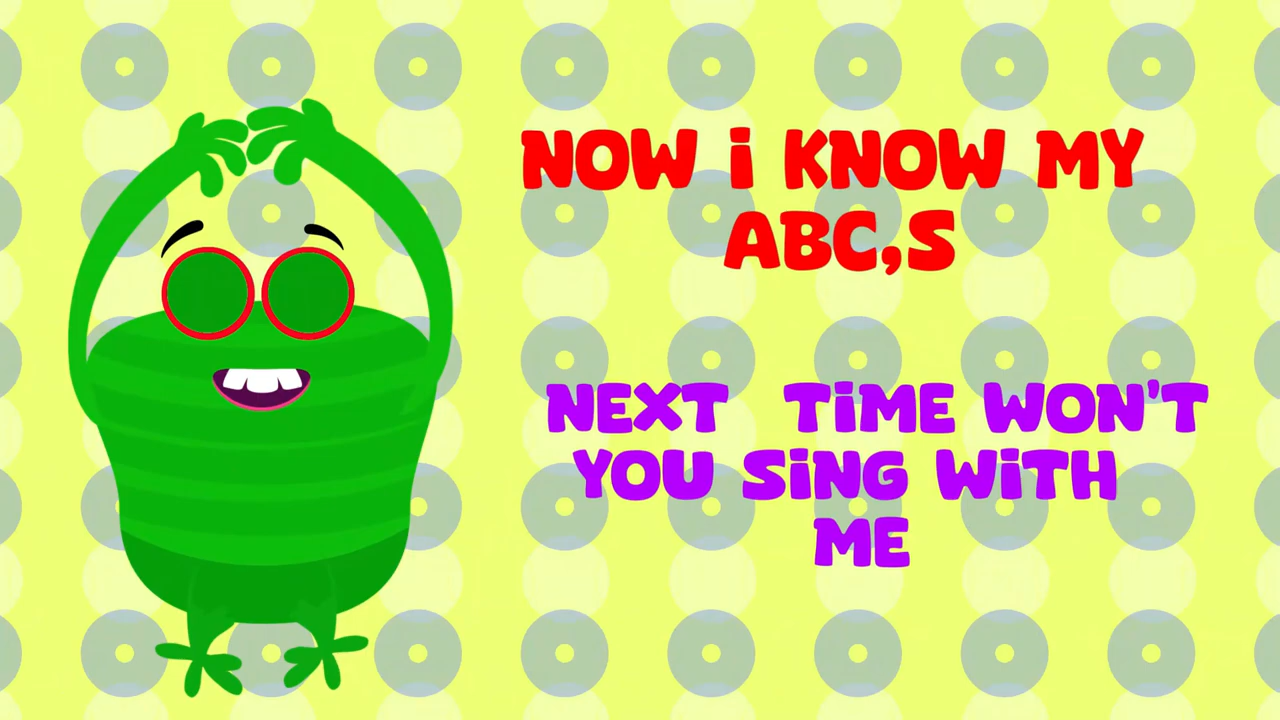 NOW i KNOW MY
ABC,S
NEXT TiME WON'T
YOU SiNG WiTH
ME